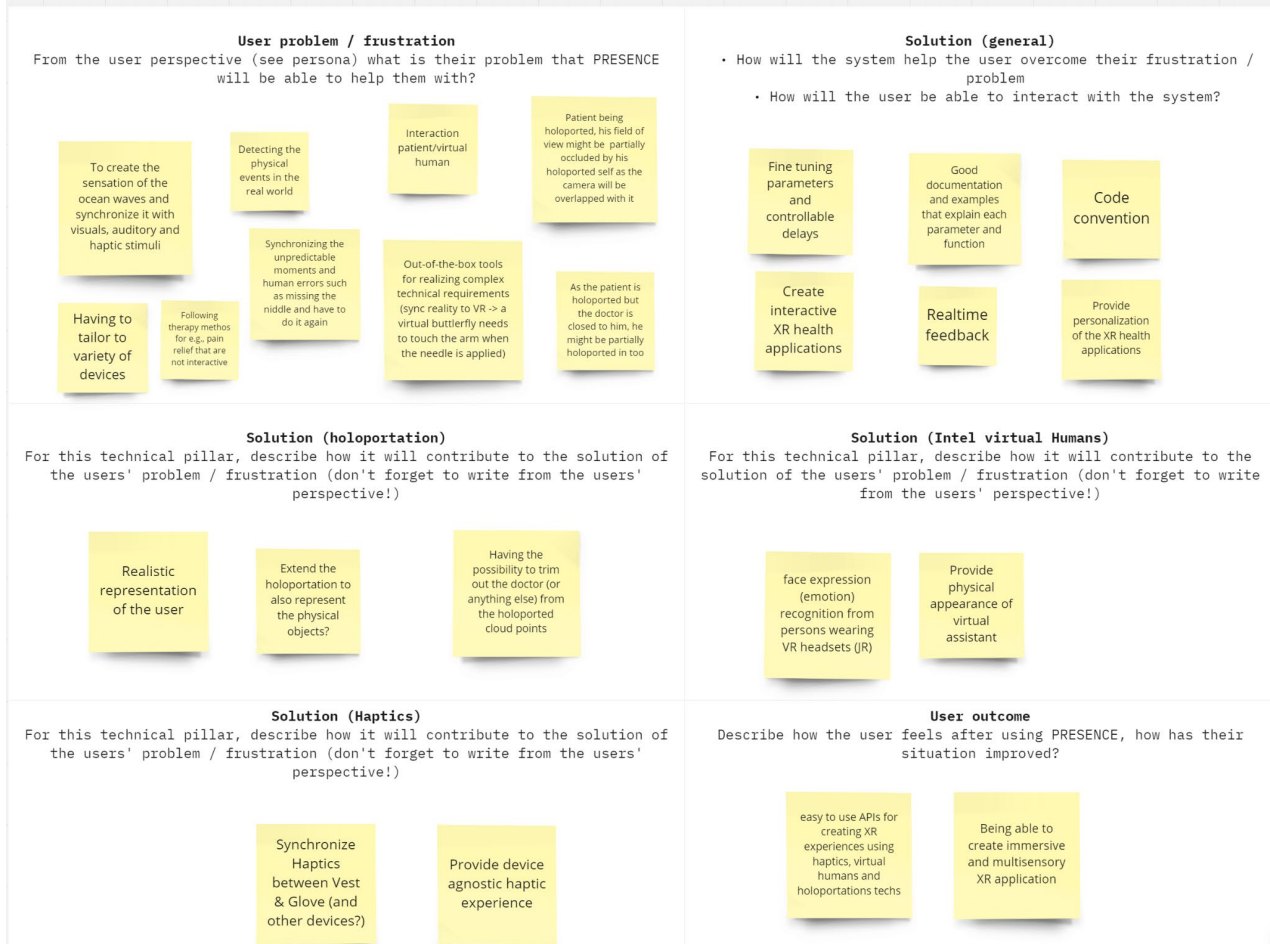 User problem / frustration
From the user perspective (see persona) what is their problem that PRESENCE
will be able to help them with?
To create the
sensation of the
ocean waves and
synchronize it with
visuals, auditory and
haptic stimuli
Detecting the
physical
events in the
real world
Interaction
patient/virtual
human
Patient being
holoported, his field of
view might be partially
occluded by his
holoported self as the
camera will be
overlapped with it
Having to
tailor to
variety of
devices
Following
therapy methos
for e.g., pain
relief that are
not interactive
Synchronizing the
unpredictable
moments and
human errors such
as missing the
niddle and have to
do it again
Out-of-the-box tools
for realizing complex
technical requirements
(sync reality to VR -> a
virtual buttlerfly needs
to touch the arm when
the needle is applied)
As the patient is
holoported but
the doctor is
closed to him, he
might be partially
holoported in too
Solution (general)
• How will the system help the user overcome their frustration /
problem
• How will the user be able to interact with the system?
Fine tuning
parameters
and
controllable
delays
Good
documentation
and examples
that explain each
parameter and
function
Code
convention
Create
interactive
XR health
applications
Realtime
feedback
Provide
personalization
of the XR health
applications
Solution (holoportation)
For this technical pillar, describe how it will contribute to the solution of
the users' problem / frustration (don't forget to write from the users'
perspective!)
Realistic
representation
of the user
Extend the
holoportation to
also represent
the physical
objects?
Having the
possibility to trim
out the doctor (or
anything else) from
the holoported
cloud points
Solution (Intel virtual Humans)
For this technical pillar, describe how it will contribute to the
solution of the users' problem / frustration (don't forget to write
from the users' perspective!)
face expression
(emotion)
recognition from
persons wearing
VR headsets (JR)
Provide
physical
appearance of
virtual
assistant
Solution (Haptics)
For this technical pillar, describe how it will contribute to the solution of
the users' problem / frustration (don't forget to write from the users'
perspective!)
Synchronize
Haptics
between Vest
& Glove (and
other devices?)
Provide device
agnostic haptic
experience
User outcome
Describe how the user feels after using PRESENCE, how has their
situation improved?
easy to use APIs for
creating XR
experiences using
haptics, virtual
humans and
holoportations techs
Being able to
create immersive
and multisensory
XR application